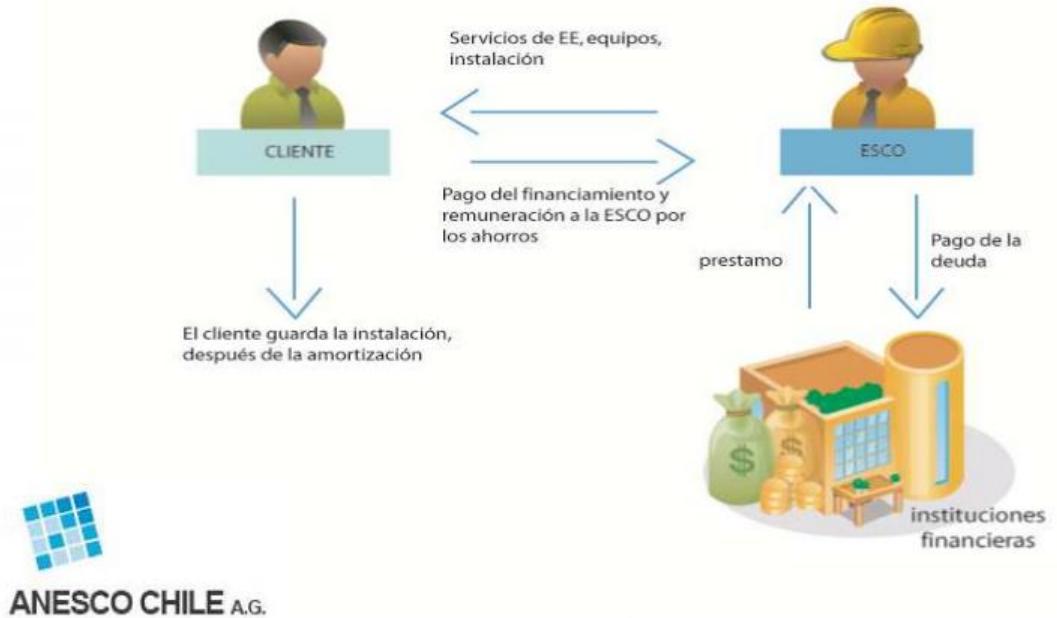 Servicios de EE, equipos,
instalación
CLIENTE
ESCO
Pago del financiamiento y
remuneración a la ESCO por
los ahorros
prestamo
Pago de la
deuda
El cliente guarda la instalación,
después de la amortización
$
$
instituciones
financieras
ANESCO CHILE A.G.